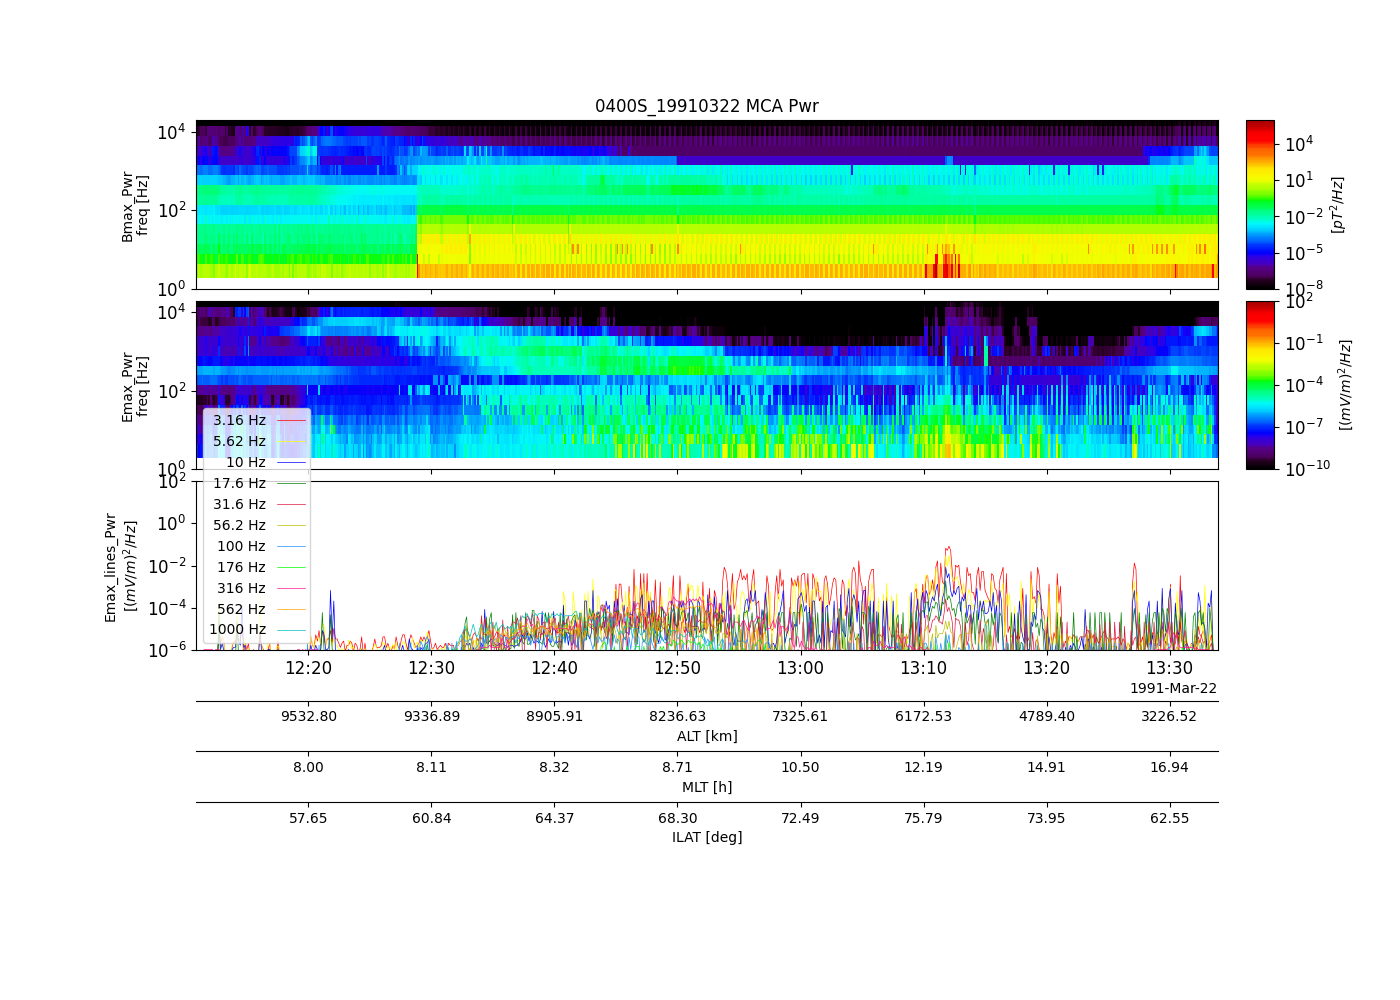 0400S_19910322 MCA Pwr
Bmax_Pwr
freq [Hz]
10^4
10^2
10^0
10^4
10^1
10^-2
10^-5
10^-8
[pT^2/Hz]
Emax_Pwr
freq [Hz]
10^4
10^2
10^0
10^2
10^-1
10^-4
10^-7
10^-10
[(mV/m)^2/Hz]
3.16 Hz
5.62 Hz
10 Hz
17.6 Hz
31.6 Hz
56.2 Hz
100 Hz
176 Hz
316 Hz
562 Hz
1000 Hz
Emax_lines_Pwr
[(mV/m)^2/Hz]
10^2
10^0
10^-2
10^-4
10^-6
12:20 12:30 12:40 12:50 13:00 13:10 13:20 13:30
1991-Mar-22
9532.80 9336.89 8905.91 8236.63 7325.61 6172.53 4789.40 3226.52
ALT [km]
8.00 8.11 8.32 8.71 10.50 12.19 14.91 16.94
MLT [h]
57.65 60.84 64.37 68.30 72.49 75.79 73.95 62.55
ILAT [deg]